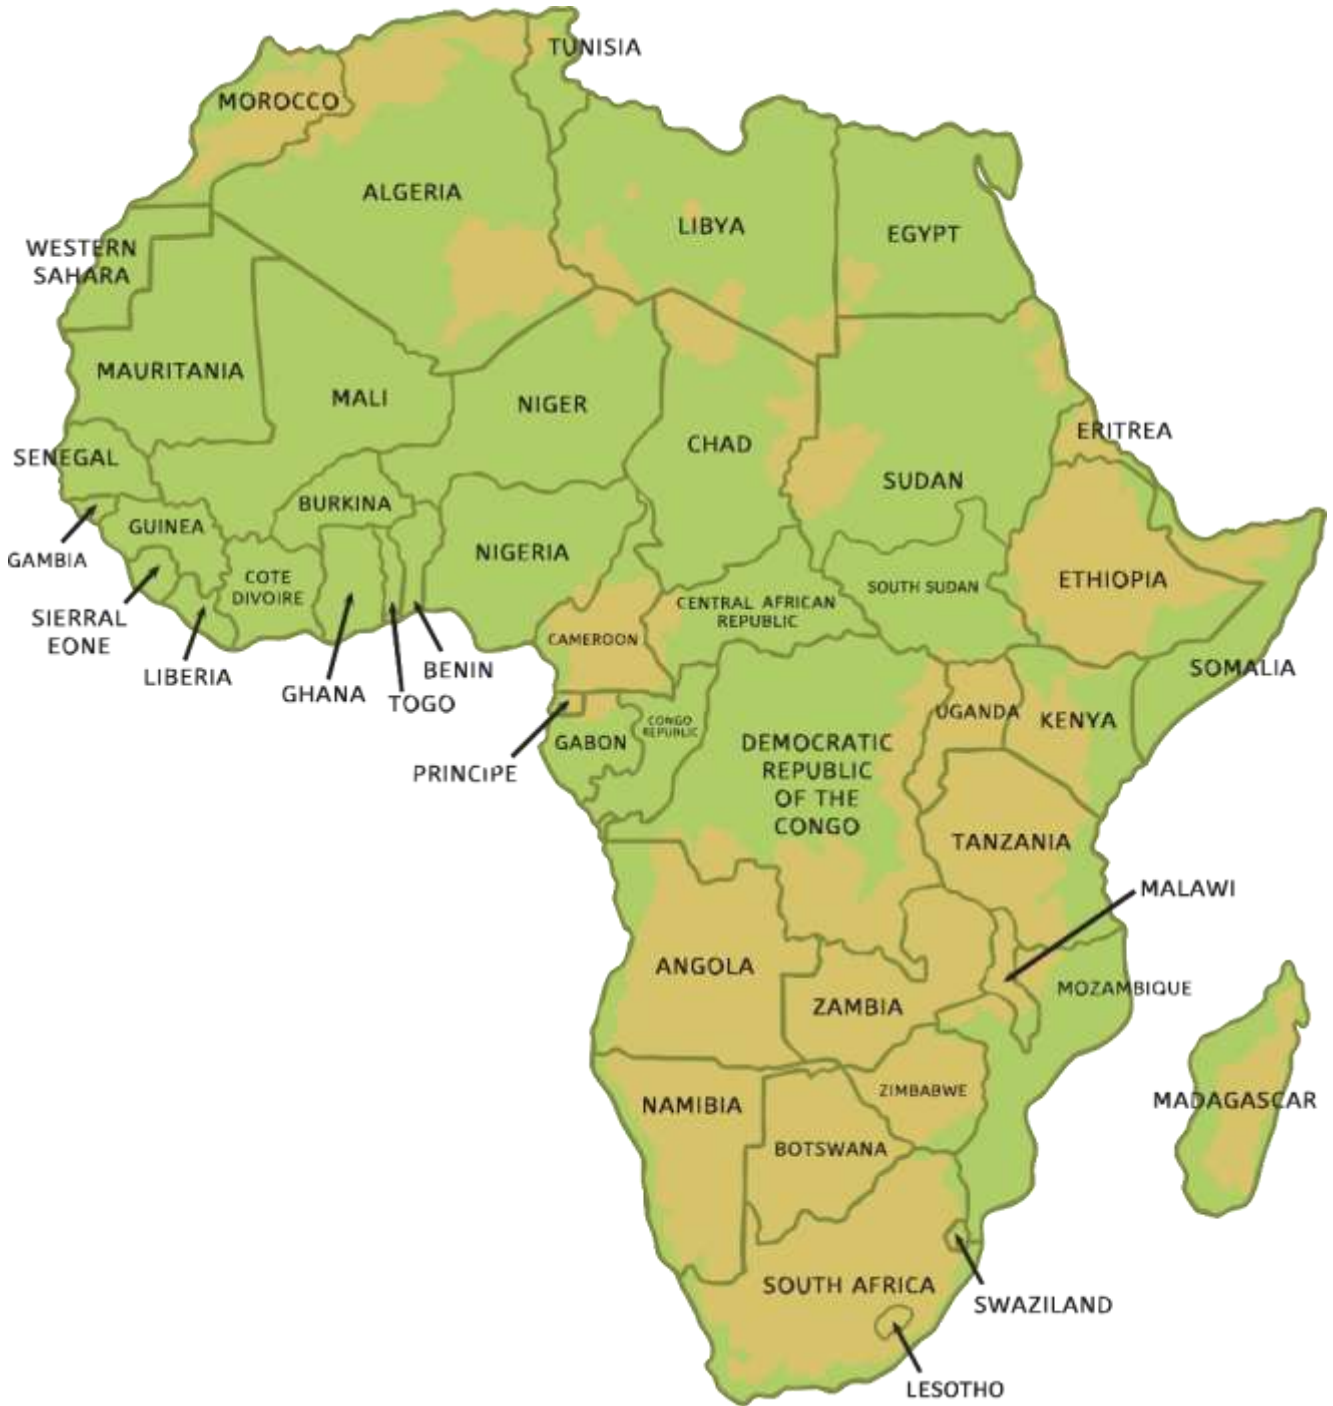 TUNISIA
MOROCCO
ALGERIA
LIBYA
EGYPT
WESTERN
SAHARA
MAURITANIA
MALI
NIGER
CHAD
SUDAN
ERITREA
SENEGAL
GAMBIA
GUINEA
BURKINA
NIGERIA
SIERRAL
EONE
LIBERIA
COTE
DIVOIRE
GHANA
TOGO
BENIN
CAMEROON
CENTRAL AFRICAN
REPUBLIC
SOUTH SUDAN
ETHIOPIA
SOMALIA
PRINCIPE
GABON
CONGO
REPUBLIC
DEMOCRATIC
REPUBLIC
OF THE
CONGO
UGANDA
KENYA
TANZANIA
MALAWI
ANGOLA
ZAMBIA
MOZAMBIQUE
NAMIBIA
ZIMBABWE
BOTSWANA
MADAGASCAR
SOUTH AFRICA
SWAZILAND
LESOTHO